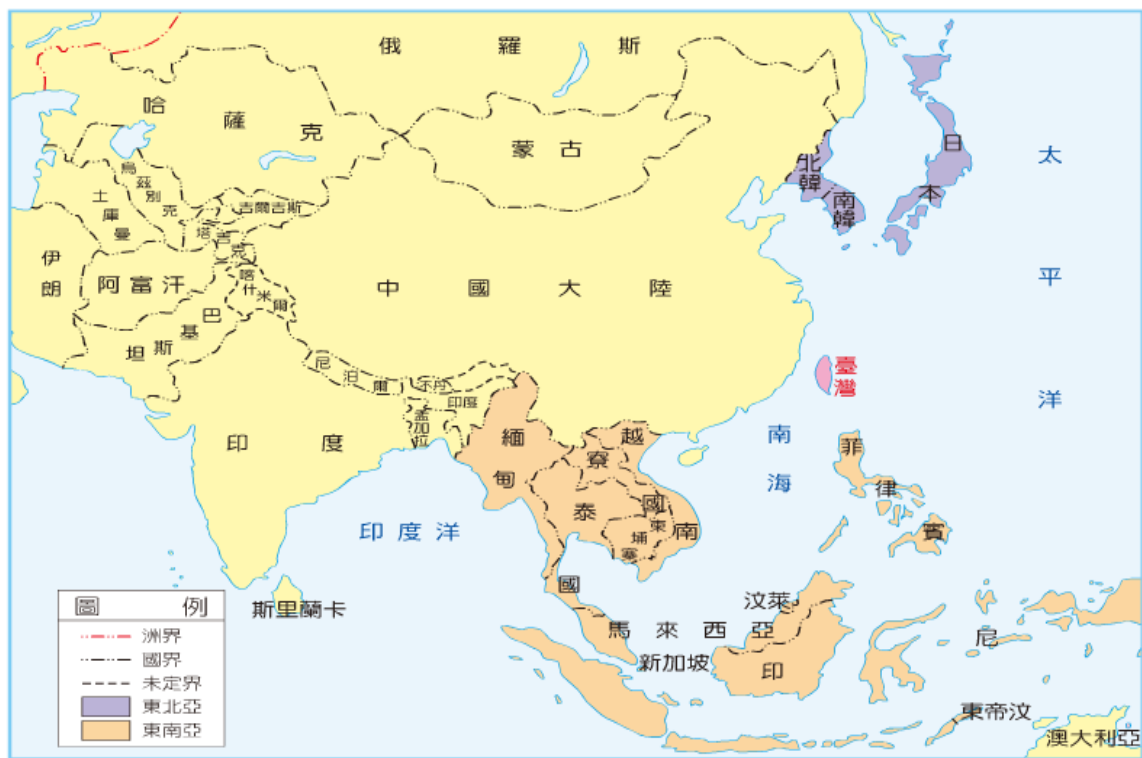 俄羅斯
哈薩克
蒙古
日本
太平洋
北韓
南韓
烏茲別克
土庫曼
吉爾吉斯
塔吉克
伊朗
阿富汗
喀什米爾
中國大陸
巴基斯坦
尼泊爾
不丹
印度
孟加拉
臺灣
印度
緬甸
越南
寮國
南海
菲律賓
泰國
柬埔寨
印度洋
斯里蘭卡
汶萊
馬來西亞
新加坡
印尼
東帝汶
澳大利亞
圖例
洲界
國界
未定界
東北亞
東南亞